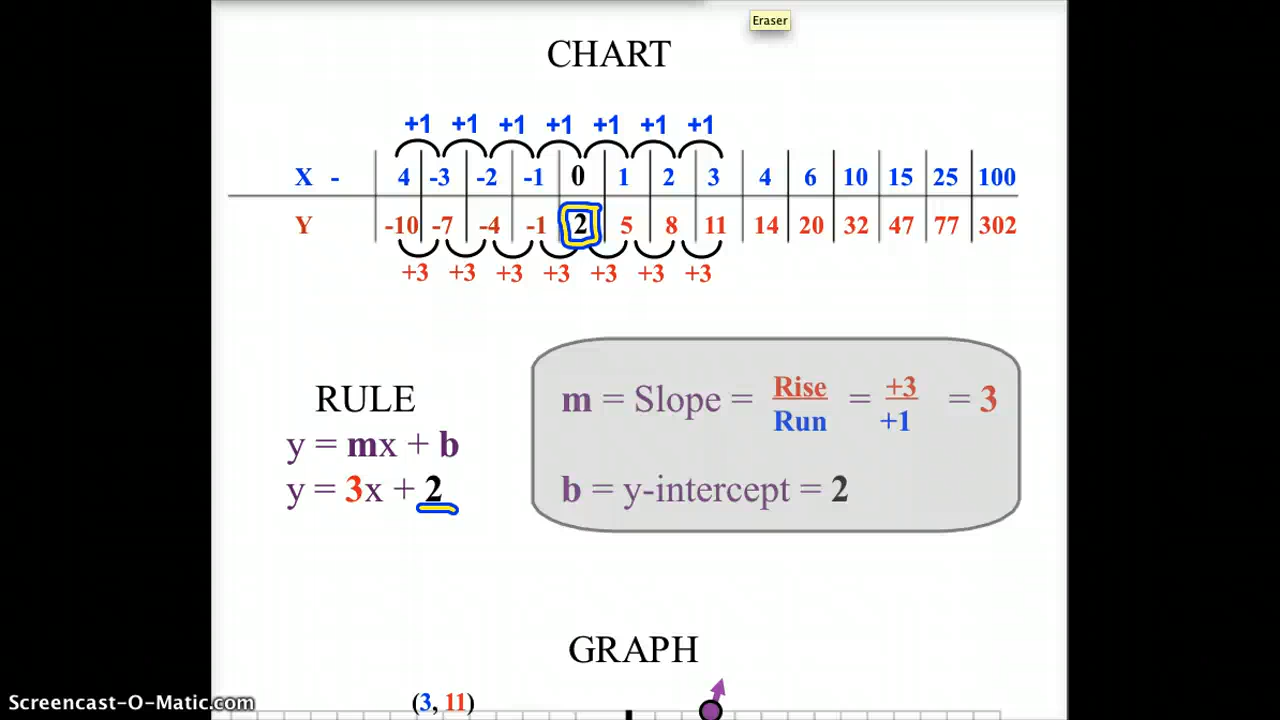 Eraser
CHART
+1 +1 +1 +1 +1 +1 +1
X - 4 -3 -2 -1 0 1 2 3 4 6 10 15 25 100
Y -10 -7 -4 -1 2 5 8 11 14 20 32 47 77 302
+3 +3 +3 +3 +3 +3 +3
RULE
y = mx + b
y = 3x + 2
m = Slope = Rise/Run = +3/+1 = 3
b = y-intercept = 2
GRAPH
(3, 11)
Screencast-O-Matic.com